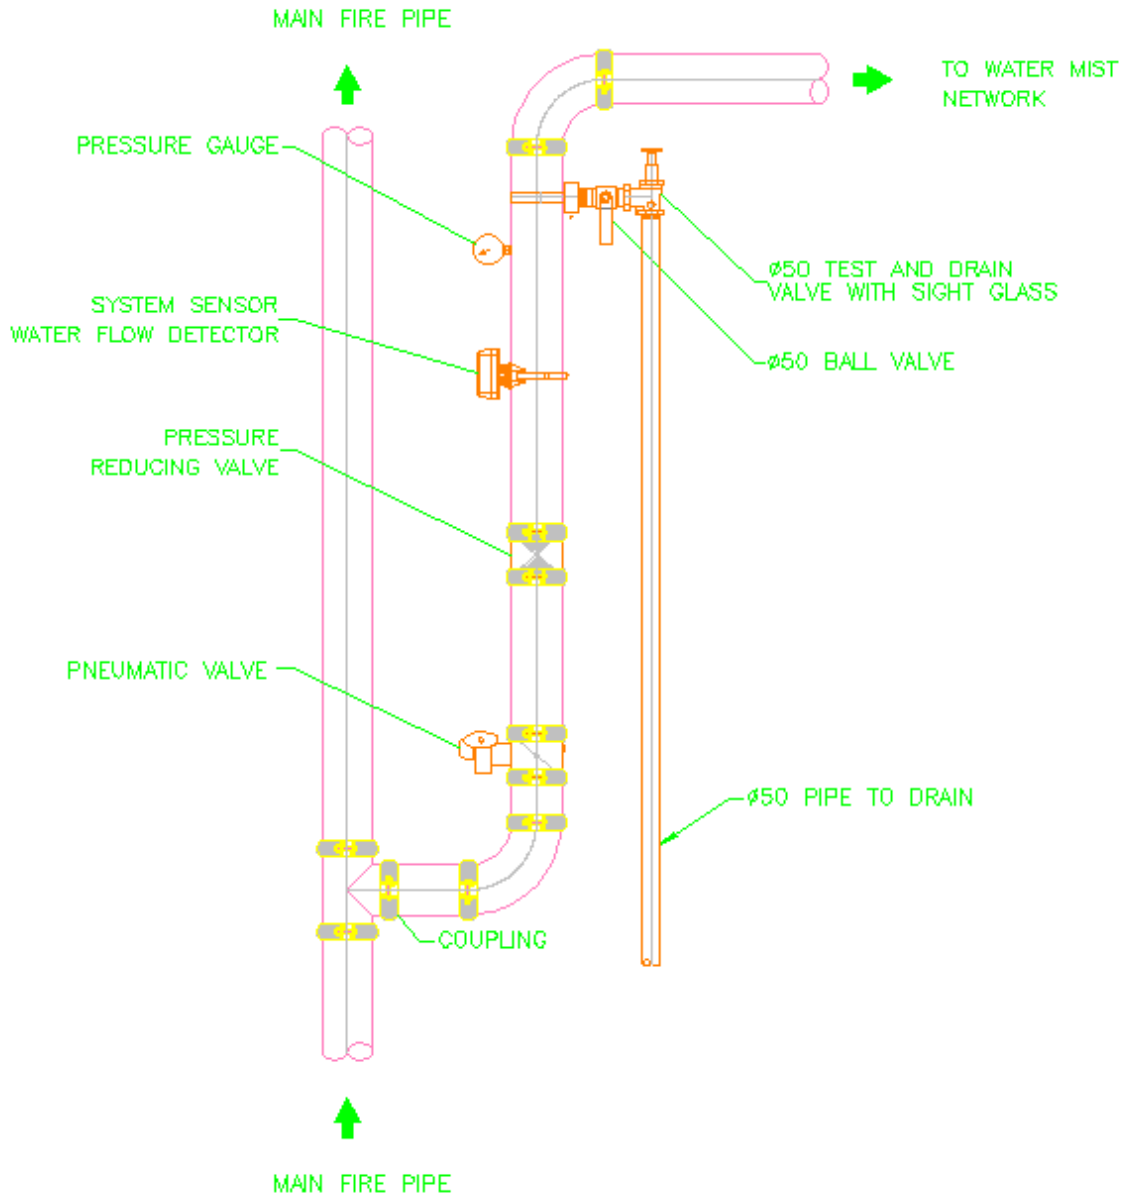 MAIN FIRE PIPE
TO WATER MIST
NETWORK
PRESSURE GAUGE
ø50 TEST AND DRAIN
VALVE WITH SIGHT GLASS
SYSTEM SENSOR
WATER FLOW DETECTOR
ø50 BALL VALVE
PRESSURE
REDUCING VALVE
PNEUMATIC VALVE
ø50 PIPE TO DRAIN
COUPLING
MAIN FIRE PIPE